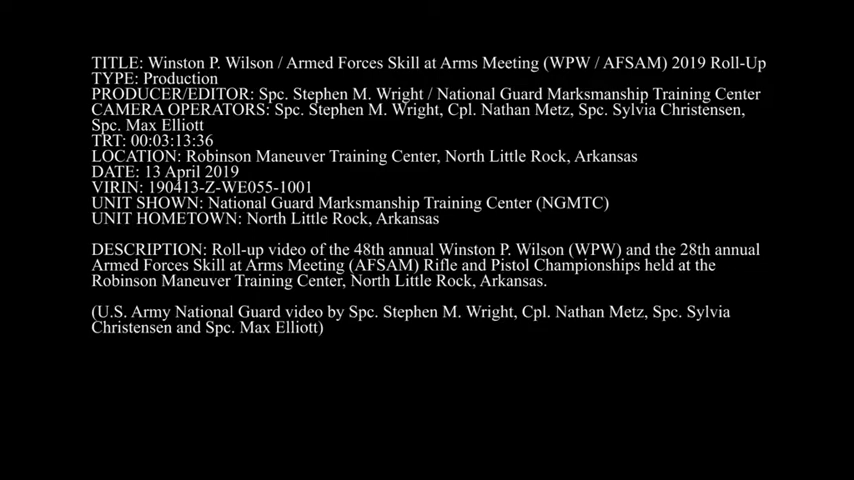 TITLE: Winston P. Wilson / Armed Forces Skill at Arms Meeting (WPW / AFSAM) 2019 Roll-Up
TYPE: Production
PRODUCER/EDITOR: Spc. Stephen M. Wright / National Guard Marksmanship Training Center
CAMERA OPERATORS: Spc. Stephen M. Wright, Cpl. Nathan Metz, Spc. Sylvia Christensen,
Spc. Max Elliott
TRT: 00:03:13:36
LOCATION: Robinson Maneuver Training Center, North Little Rock, Arkansas
DATE: 13 April 2019
VIRIN: 190413-Z-WE055-1001
UNIT SHOWN: National Guard Marksmanship Training Center (NGMTC)
UNIT HOMETOWN: North Little Rock, Arkansas
DESCRIPTION: Roll-up video of the 48th annual Winston P. Wilson (WPW) and the 28th annual
Armed Forces Skill at Arms Meeting (AFSAM) Rifle and Pistol Championships held at the
Robinson Maneuver Training Center, North Little Rock, Arkansas.
(U.S. Army National Guard video by Spc. Stephen M. Wright, Cpl. Nathan Metz, Spc. Sylvia
Christensen and Spc. Max Elliott)